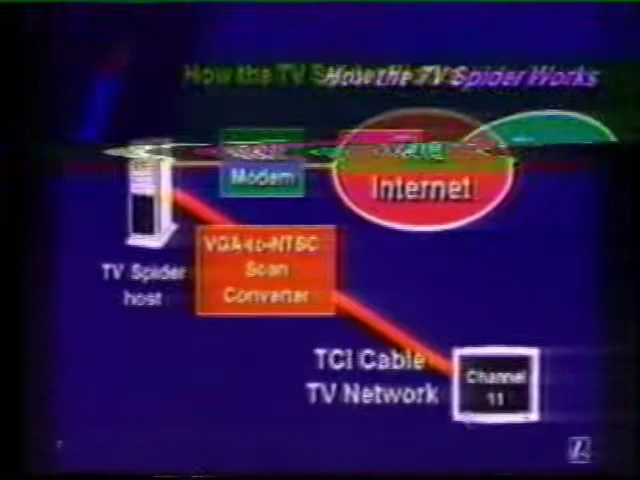 How the TV Spider Works
Modem
Internet
VGA-to-NTSC
Scan
Converter
TV Spider
host
TCI Cable
TV Network
Channel
11